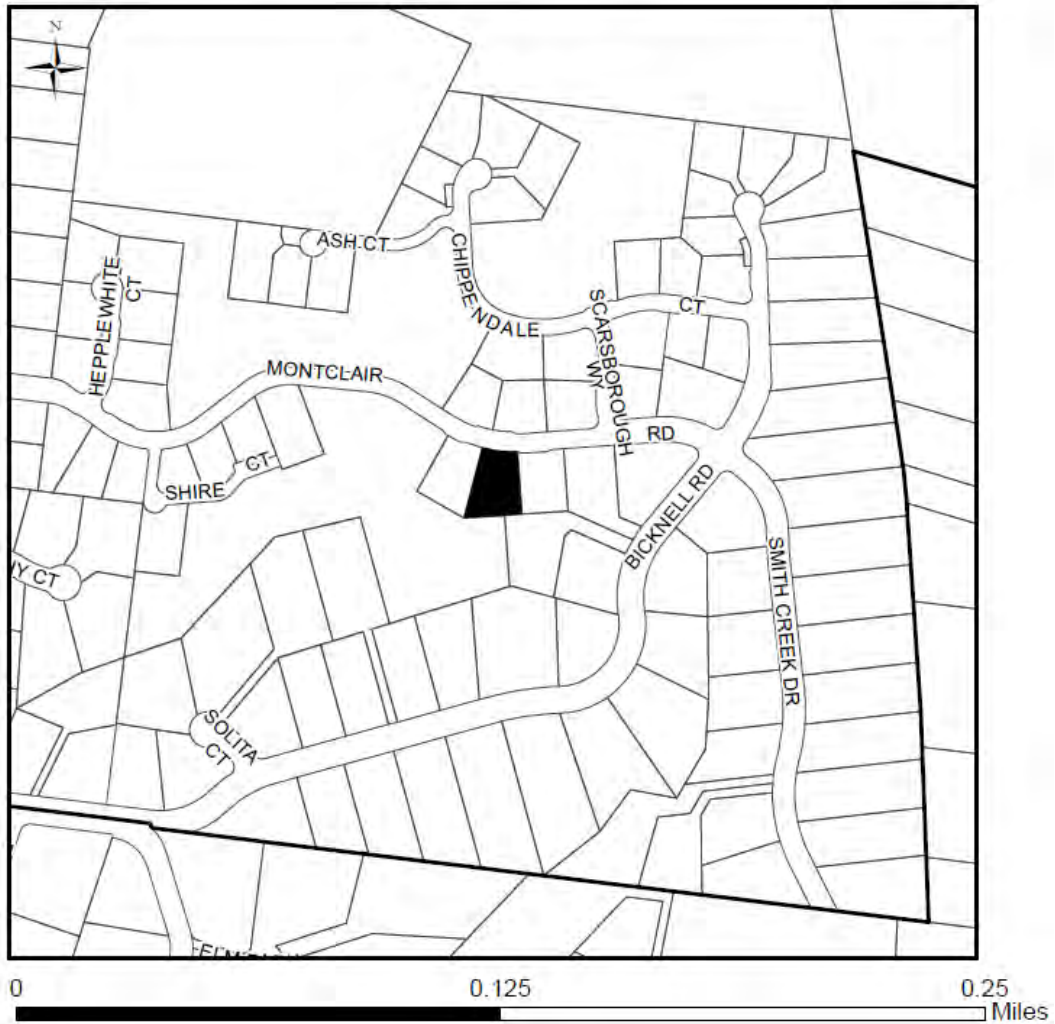 N
ASH CT
CHIPPENDALE
CT
HEPPLEWHITE
CT
SCARSBOROUGH
WY
MONTCLAIR
RD
SHIRE
CT
BICKNELL RD
SMITH CREEK DR
Y CT
SOLITA
CT
0
0.125
0.25
Miles